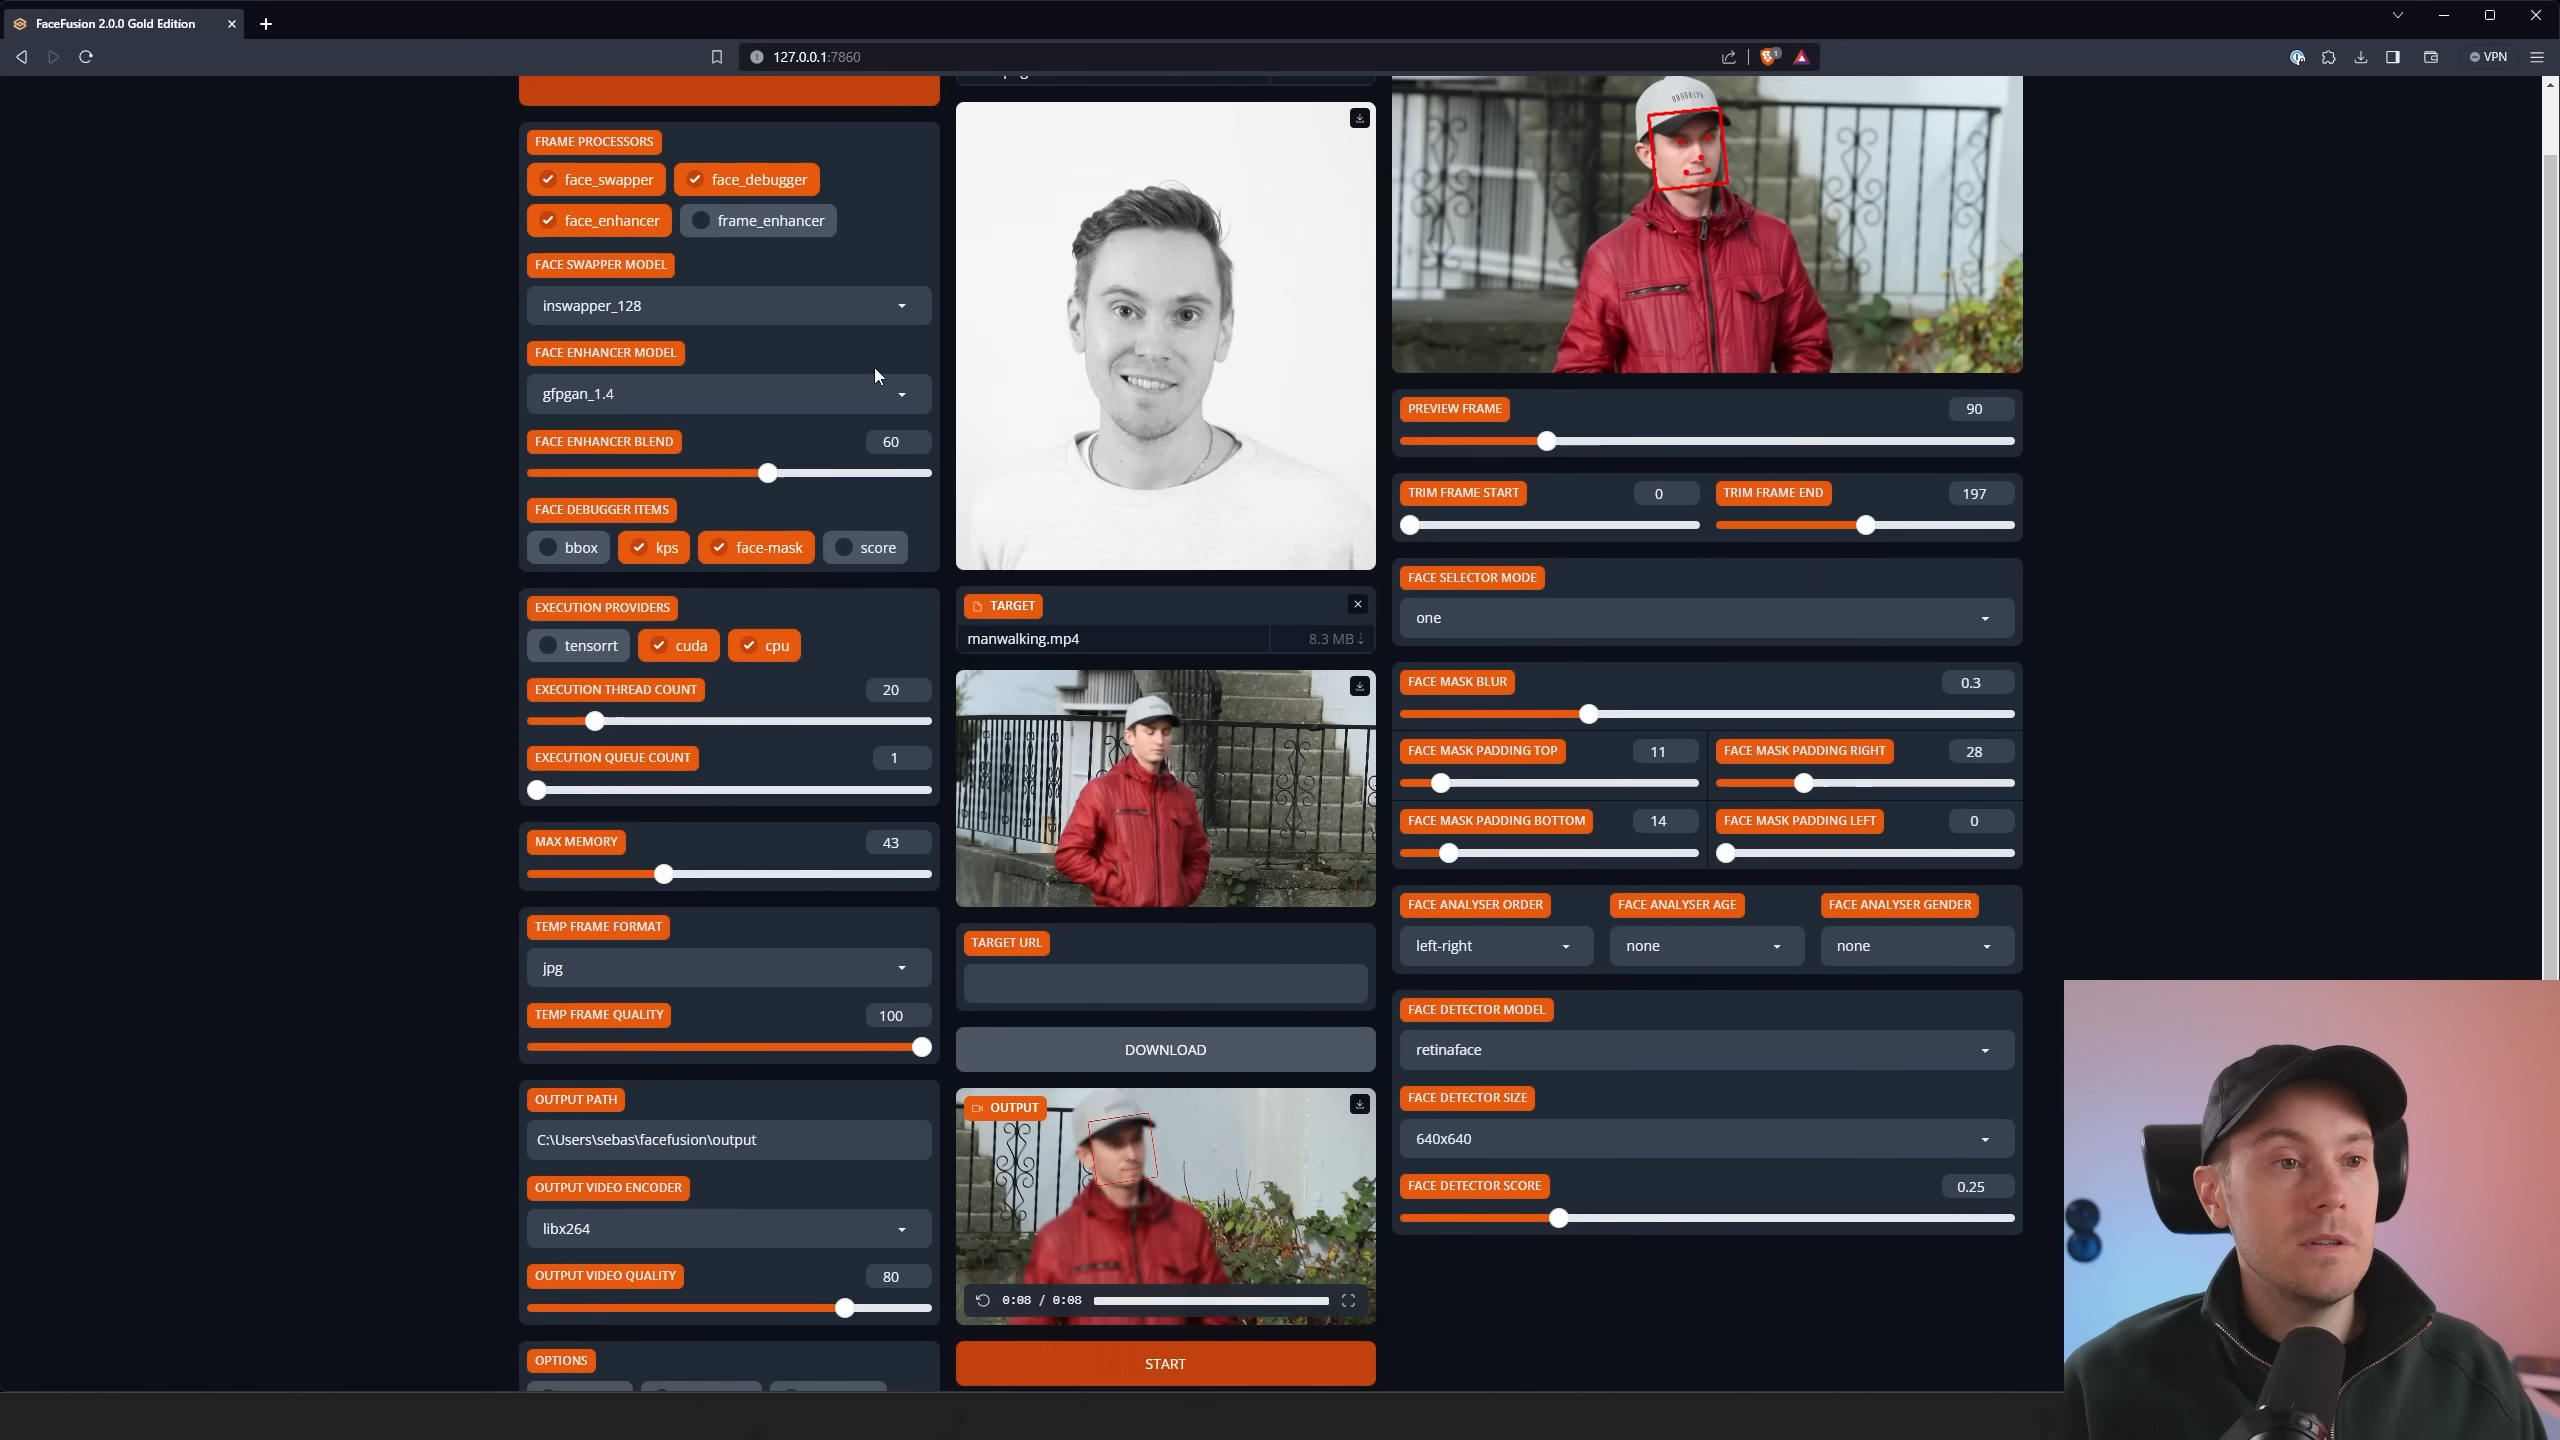 FaceFusion 2.0.0 Gold Edition
127.0.0.1:7860
1
VPN
FRAME PROCESSORS
face_swapper
face_debugger
face_enhancer
frame_enhancer
FACE SWAPPER MODEL
inswapper_128
FACE ENHANCER MODEL
gfpgan_1.4
FACE ENHANCER BLEND
60
FACE DEBUGGER ITEMS
bbox
kps
face-mask
score
EXECUTION PROVIDERS
tensorrt
cuda
cpu
EXECUTION THREAD COUNT
20
EXECUTION QUEUE COUNT
1
MAX MEMORY
43
TEMP FRAME FORMAT
jpg
TEMP FRAME QUALITY
100
OUTPUT PATH
C:\Users\sebas\facefusion\output
OUTPUT VIDEO ENCODER
libx264
OUTPUT VIDEO QUALITY
80
OPTIONS
TARGET
manwalking.mp4
8.3 MB ⇣
TARGET URL
DOWNLOAD
OUTPUT
0:08 / 0:08
START
BROOKLYN
PREVIEW FRAME
90
TRIM FRAME START
0
TRIM FRAME END
197
FACE SELECTOR MODE
one
FACE MASK BLUR
0.3
FACE MASK PADDING TOP
11
FACE MASK PADDING RIGHT
28
FACE MASK PADDING BOTTOM
14
FACE MASK PADDING LEFT
0
FACE ANALYSER ORDER
left-right
FACE ANALYSER AGE
none
FACE ANALYSER GENDER
none
FACE DETECTOR MODEL
retinaface
FACE DETECTOR SIZE
640x640
FACE DETECTOR SCORE
0.25